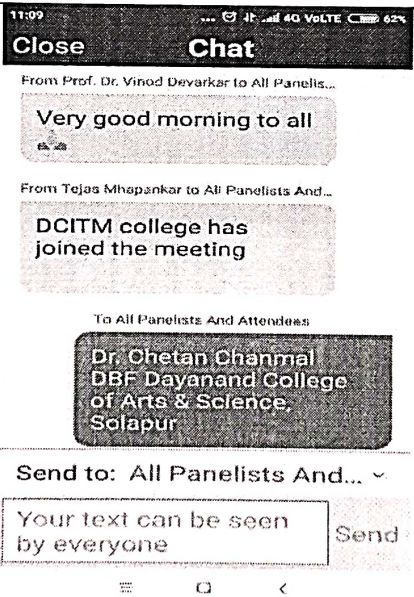 11:09 ... 4G VoLTE 62%
Close Chat
From Prof. Dr. Vinod Devarkar to All Panelis...
Very good morning to all
From Tejas Mhapankar to All Panelists And...
DCITM college has
joined the meeting
To All Panelists And Attendees
Dr. Chetan Chanmal
DBF Dayanand College
of Arts & Science,
Solapur
Send to: All Panelists And...
Your text can be seen
by everyone
Send